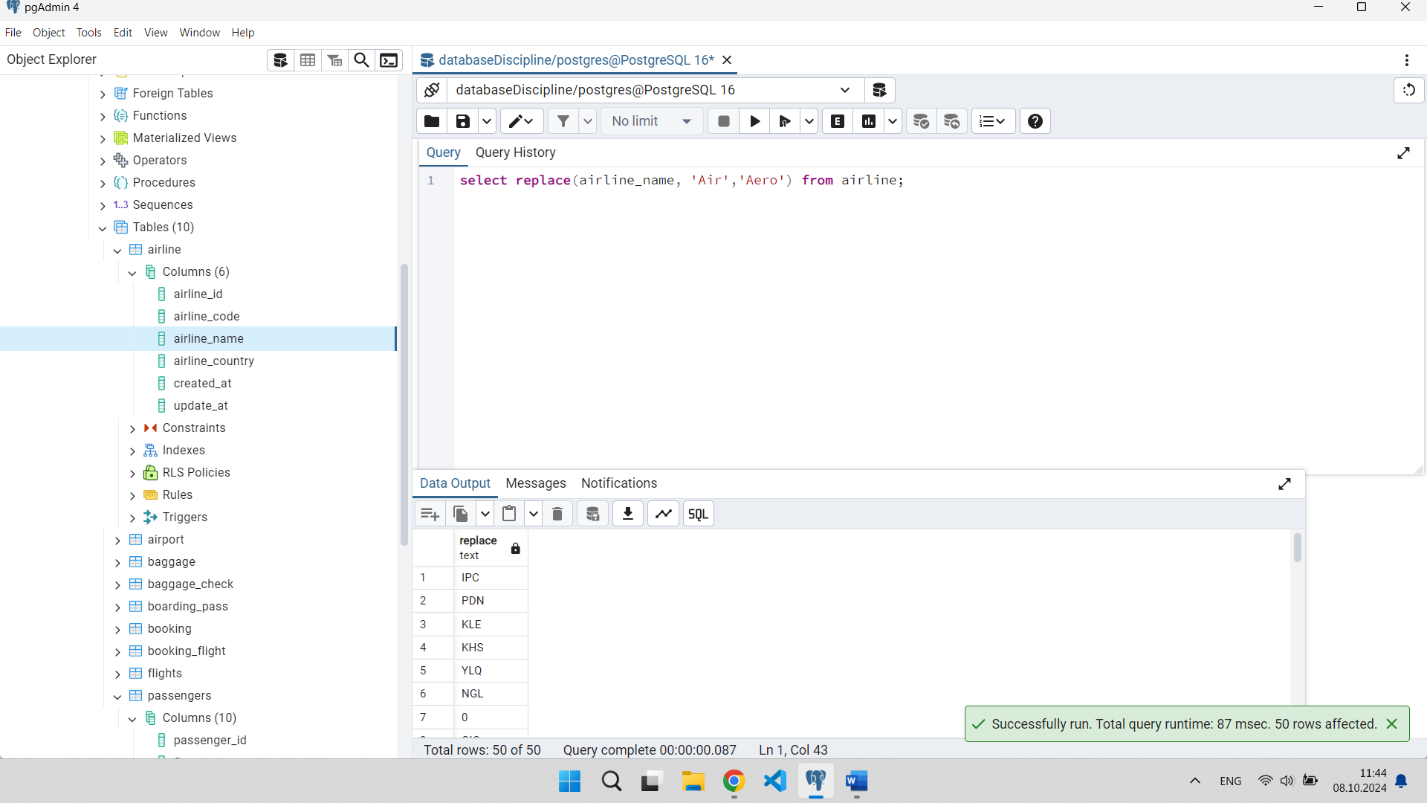 pgAdmin 4
File Object Tools Edit View Window Help
Object Explorer
databaseDiscipline/postgres@PostgreSQL 16*
databaseDiscipline/postgres@PostgreSQL 16
No limit
E
Query Query History
1 select replace(airline_name, 'Air','Aero') from airline;
Foreign Tables
Functions
Materialized Views
Operators
Procedures
1..3 Sequences
Tables (10)
airline
Columns (6)
airline_id
airline_code
airline_name
airline_country
created_at
update_at
Constraints
Indexes
RLS Policies
Rules
Triggers
airport
baggage
baggage_check
boarding_pass
booking
booking_flight
flights
passengers
Columns (10)
passenger_id
Data Output Messages Notifications
SQL
replace
text
1 IPC
2 PDN
3 KLE
4 KHS
5 YLQ
6 NGL
7 0
Successfully run. Total query runtime: 87 msec. 50 rows affected.
Total rows: 50 of 50 Query complete 00:00:00.087 Ln 1, Col 43
ENG
11:44
08.10.2024